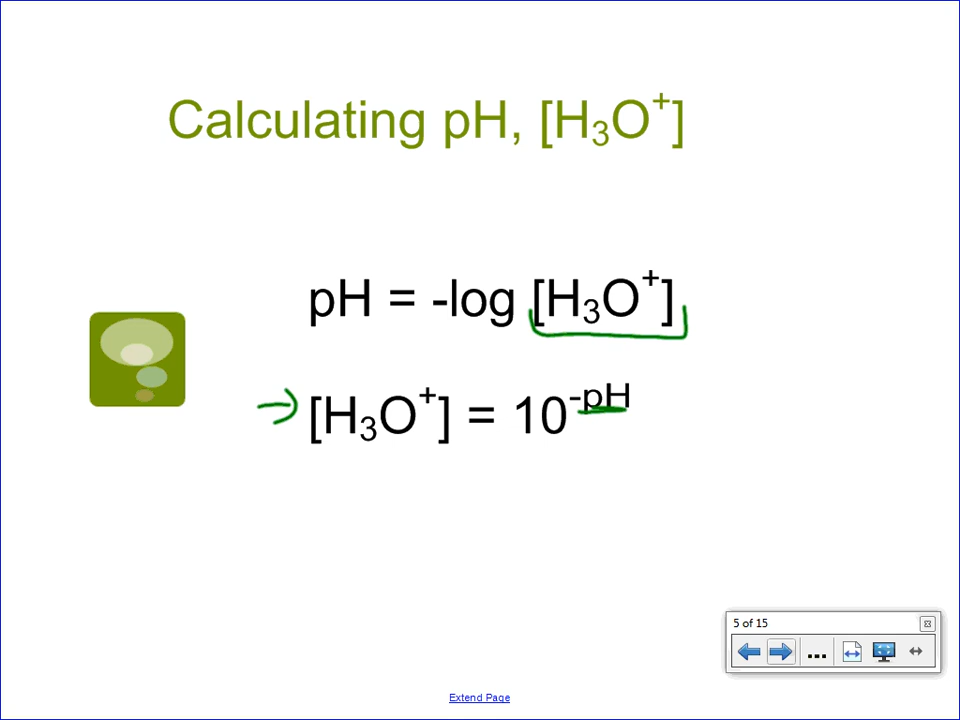 Calculating pH, [H₃O⁺]
pH = -log [H₃O⁺]
[H₃O⁺] = 10⁻ᵖᴴ
5 of 15
...
Extend Page